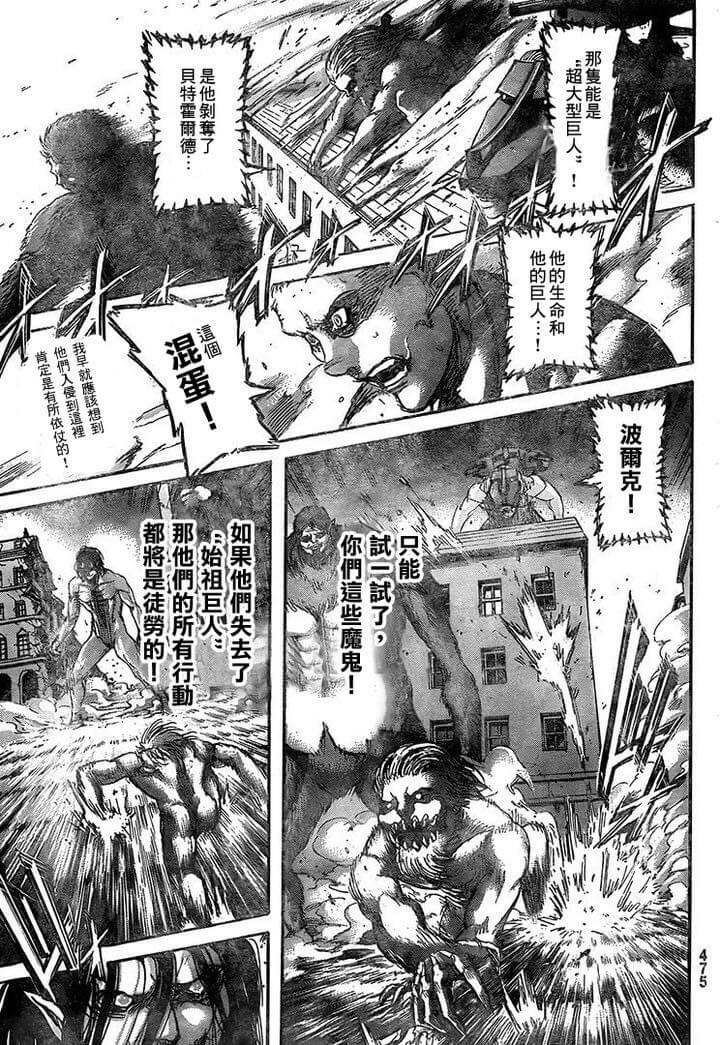 那隻能是
"超大型巨人"！
是他剝奪了
貝特霍爾德…
他的生命和
他的巨人…！
這個
混蛋！
我早就應該想到
他們入侵到這裡
肯定是有所依仗的！
波爾克！
只能
試一試了，
你們這些魔鬼！
如果他們失去了
"始祖巨人"
那他們的所有行動
都將是徒勞的！
475